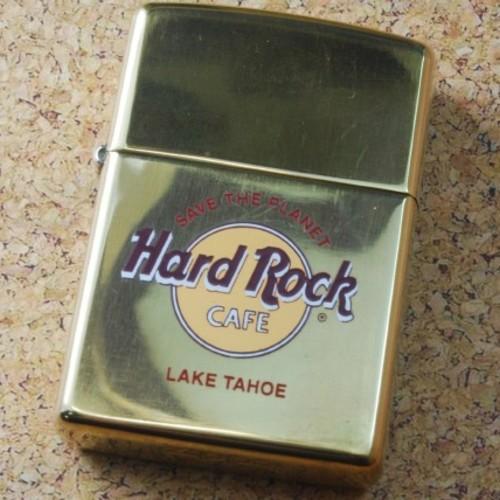 SAVE THE PLANET
Hard Rock
CAFE ®
LAKE TAHOE